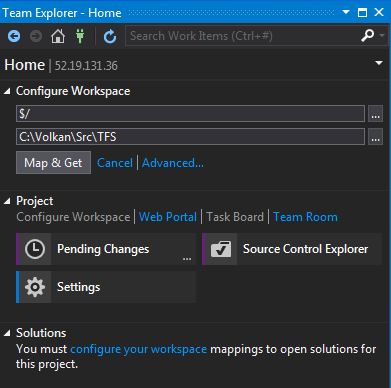 Team Explorer - Home
Search Work Items (Ctrl+#)
Home | 52.19.131.36
Configure Workspace
$/
...
C:\Volkan\Src\TFS
...
Map & Get Cancel | Advanced...
Project
Configure Workspace | Web Portal | Task Board | Team Room
Pending Changes ... Source Control Explorer
Settings
Solutions
You must configure your workspace mappings to open solutions for
this project.